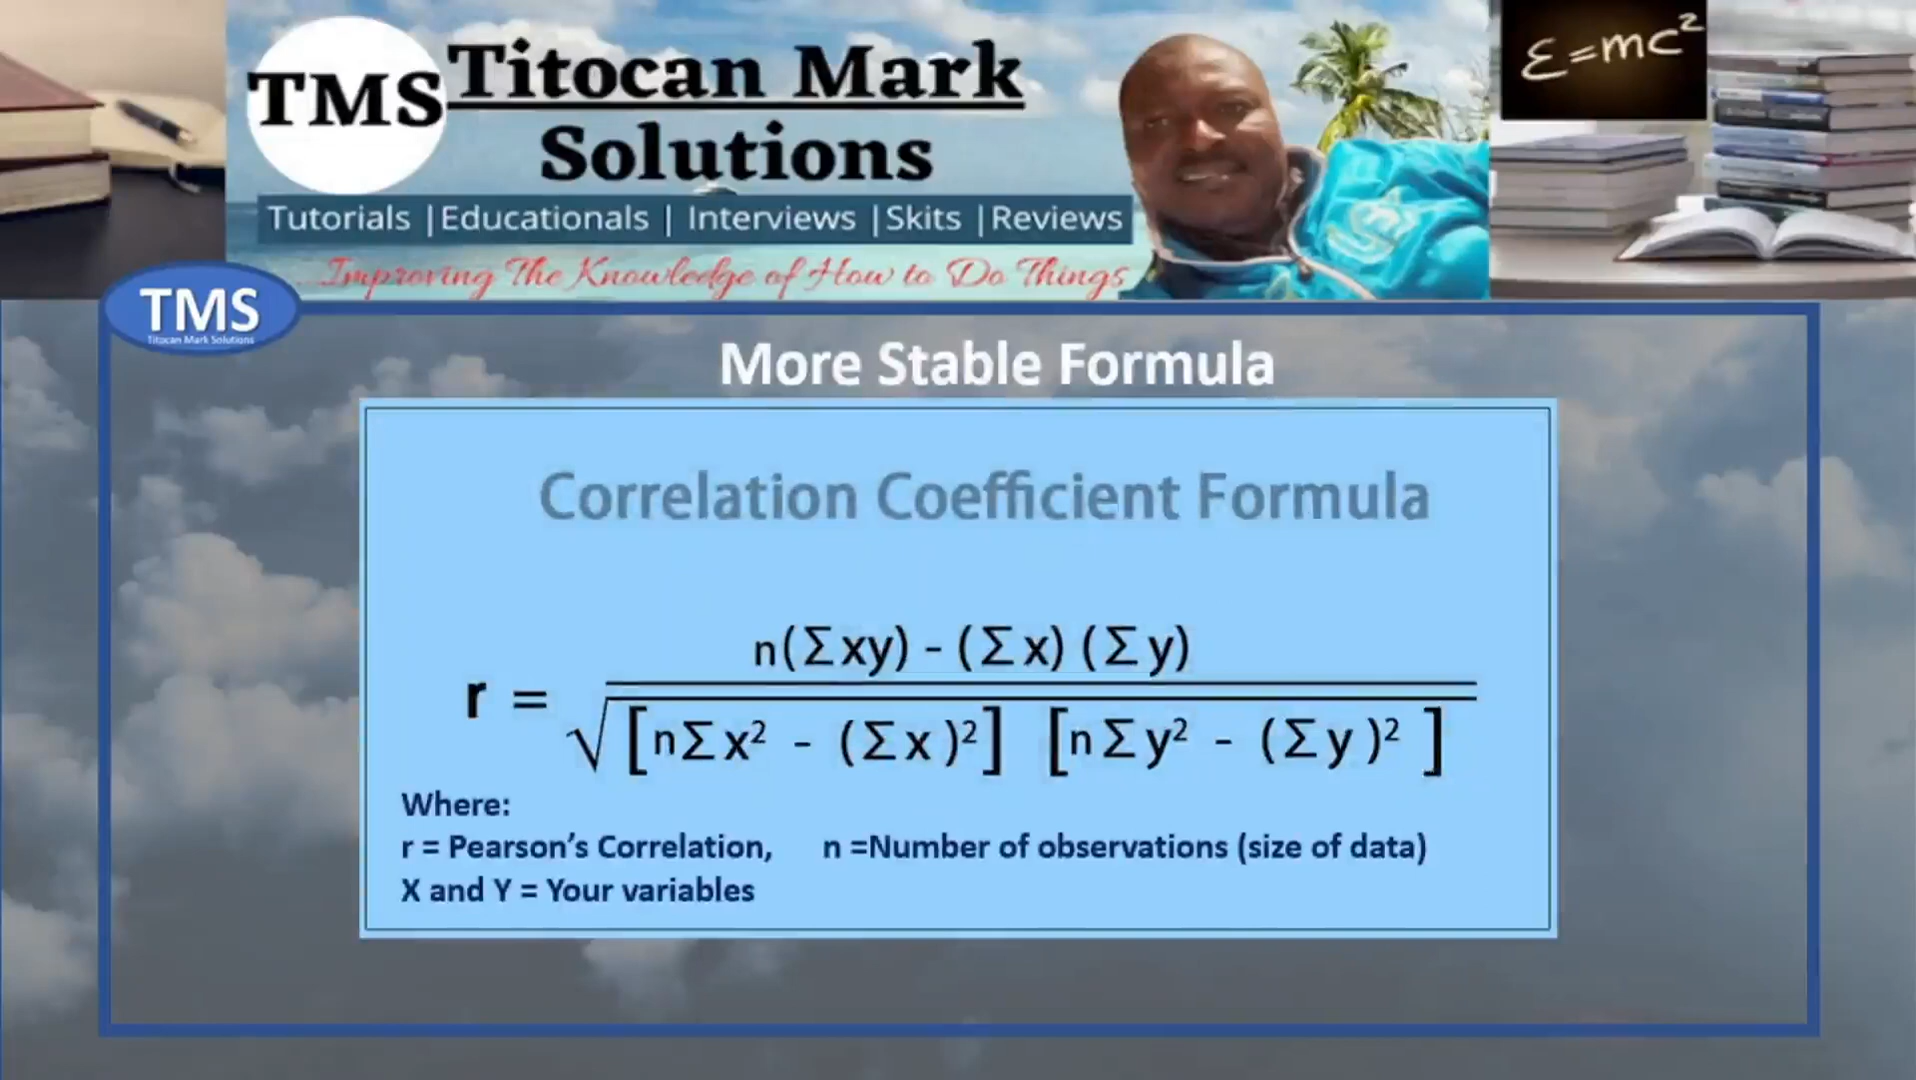 TMS
Titocan Mark
Solutions
Tutorials |Educationals | Interviews |Skits |Reviews
...Improving The Knowledge of How to Do Things
Ɛ=mc²
TMS
Titocan Mark Solutions
More Stable Formula
Correlation Coefficient Formula
n(Σxy) - (Σx) (Σy)
r =
√[nΣx² - (Σx)²] [nΣy² - (Σy)²]
Where:
r = Pearson’s Correlation, n =Number of observations (size of data)
X and Y = Your variables